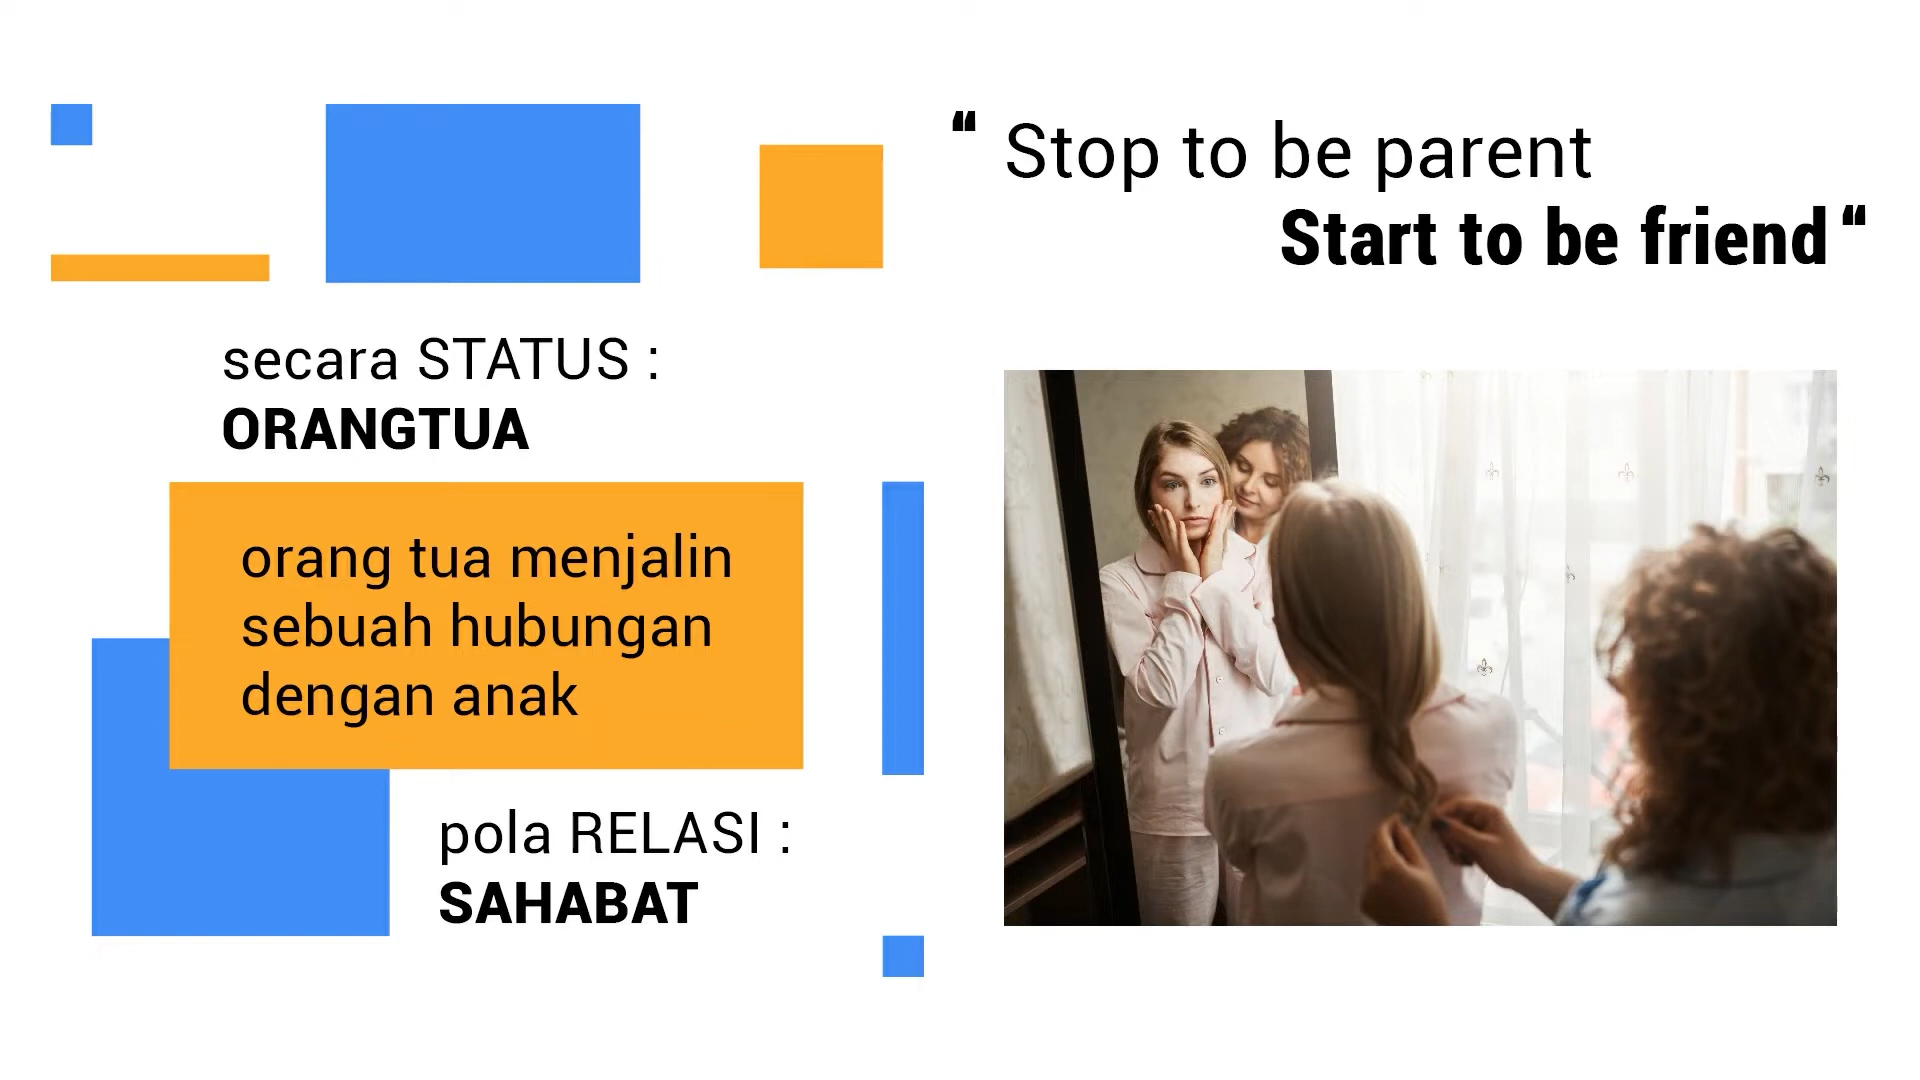 ❝ Stop to be parent
Start to be friend ❝
secara STATUS :
ORANGTUA
orang tua menjalin
sebuah hubungan
dengan anak
pola RELASI :
SAHABAT